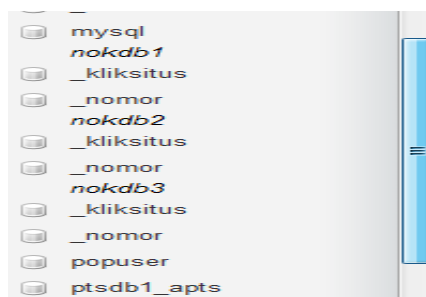 mysql
nokdb1
_kliksitus
_nomor
nokdb2
_kliksitus
_nomor
nokdb3
_kliksitus
_nomor
popuser
ptsdb1_apts